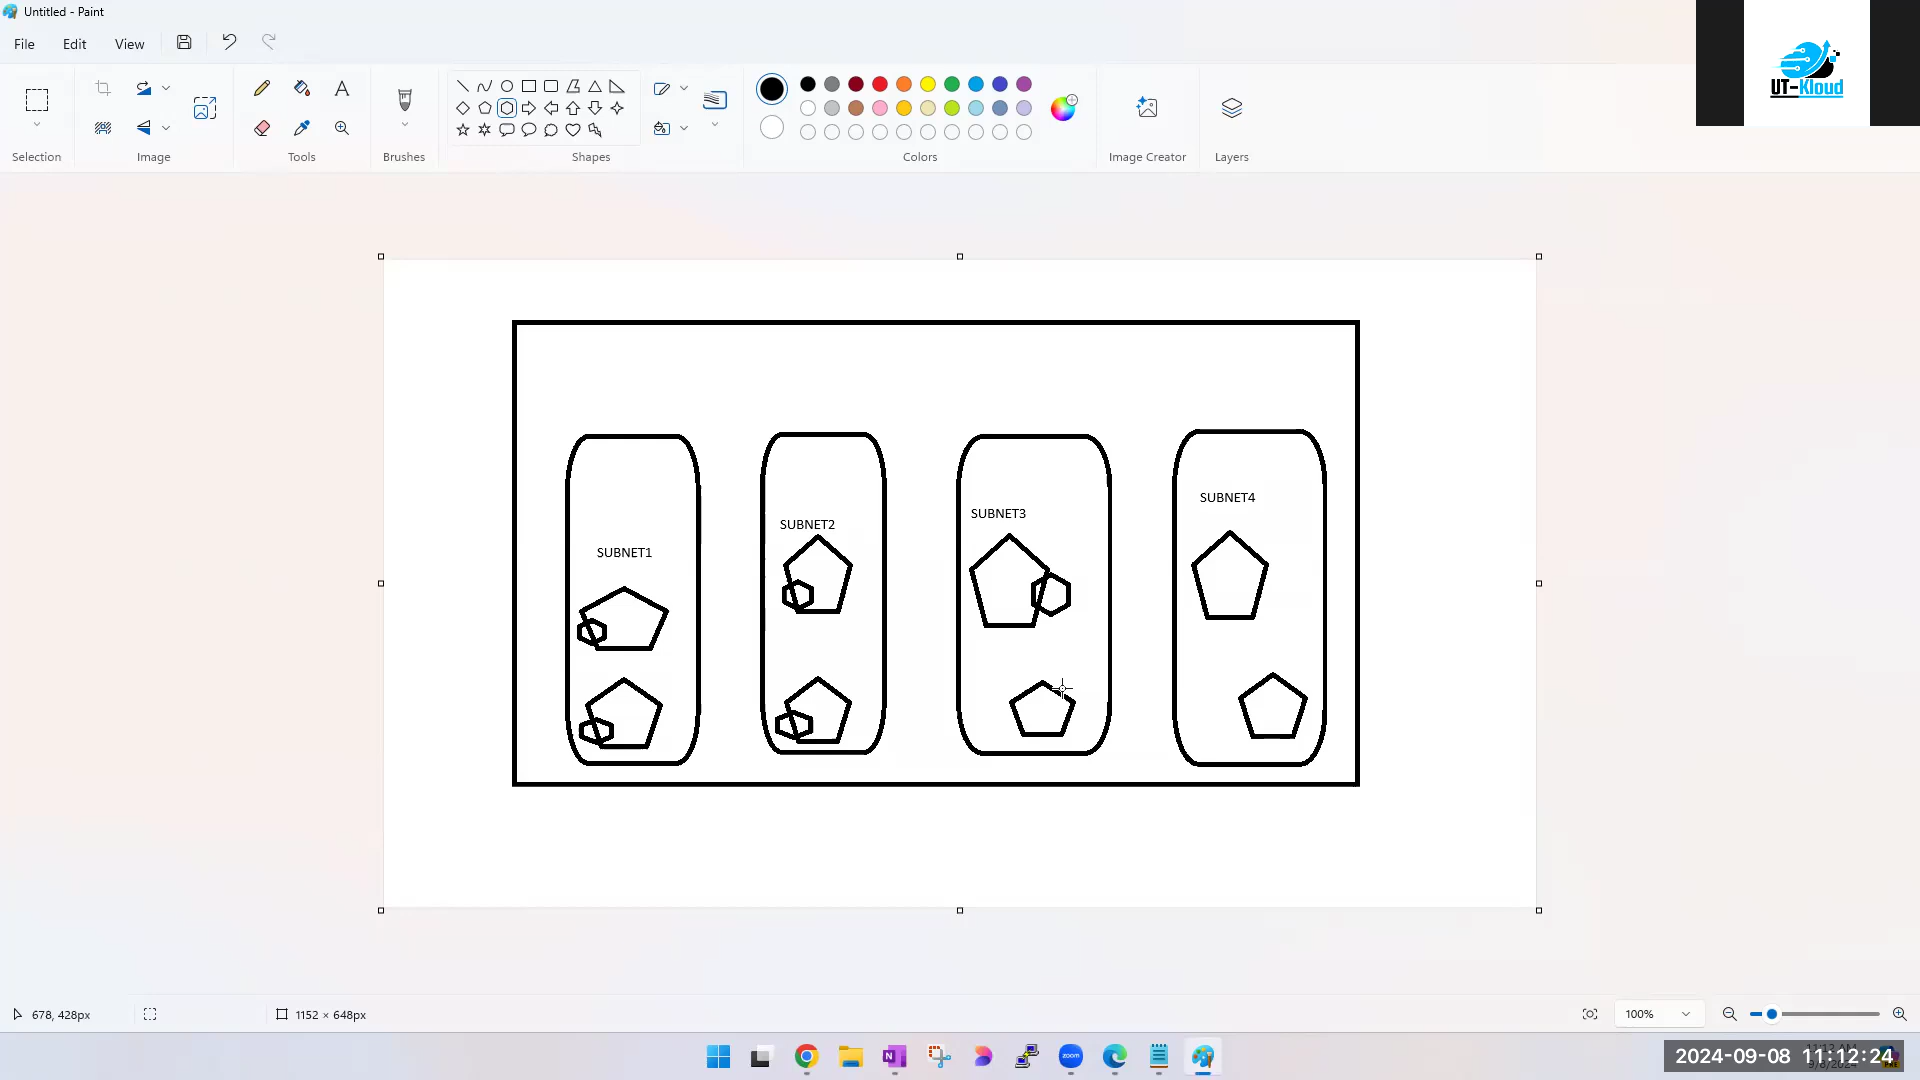 Untitled - Paint
File Edit View
Selection Image Tools Brushes Shapes Colors Image Creator Layers
UT-Kloud
SUBNET1
SUBNET2
SUBNET3
SUBNET4
678, 428px
1152 × 648px
100%
zoom
2024-09-08 11:12:24